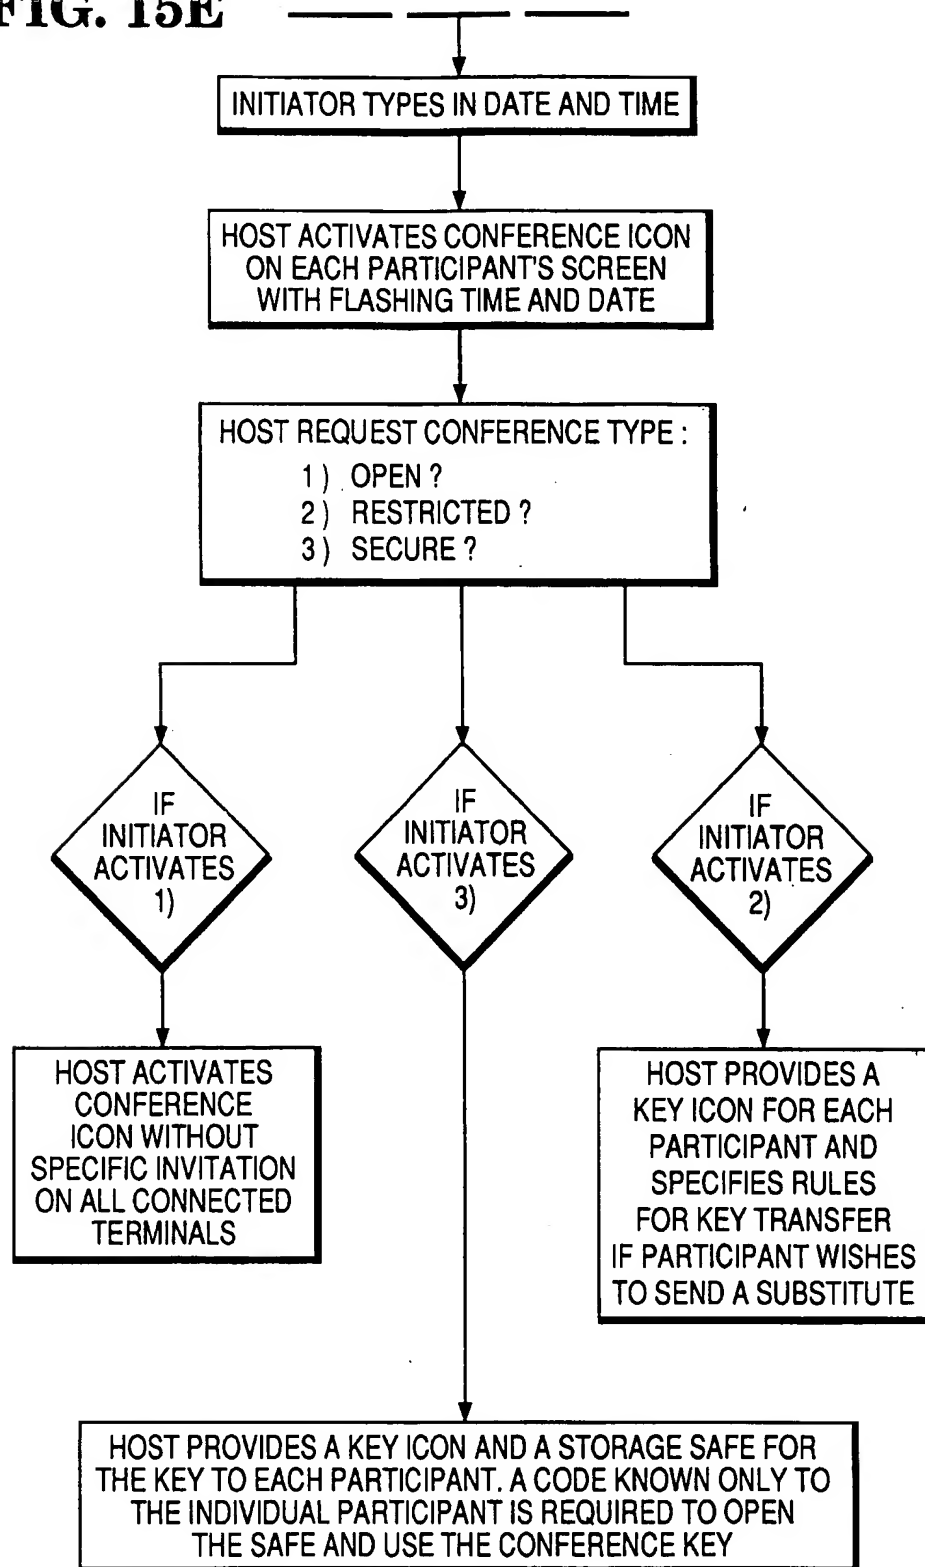 FIG. 15E
INITIATOR TYPES IN DATE AND TIME
HOST ACTIVATES CONFERENCE ICON
ON EACH PARTICIPANT'S SCREEN
WITH FLASHING TIME AND DATE
HOST REQUEST CONFERENCE TYPE :
1) OPEN ?
2) RESTRICTED ?
3) SECURE ?
IF
INITIATOR
ACTIVATES
1)
IF
INITIATOR
ACTIVATES
3)
IF
INITIATOR
ACTIVATES
2)
HOST ACTIVATES
CONFERENCE
ICON WITHOUT
SPECIFIC INVITATION
ON ALL CONNECTED
TERMINALS
HOST PROVIDES A
KEY ICON FOR EACH
PARTICIPANT AND
SPECIFIES RULES
FOR KEY TRANSFER
IF PARTICIPANT WISHES
TO SEND A SUBSTITUTE
HOST PROVIDES A KEY ICON AND A STORAGE SAFE FOR
THE KEY TO EACH PARTICIPANT. A CODE KNOWN ONLY TO
THE INDIVIDUAL PARTICIPANT IS REQUIRED TO OPEN
THE SAFE AND USE THE CONFERENCE KEY